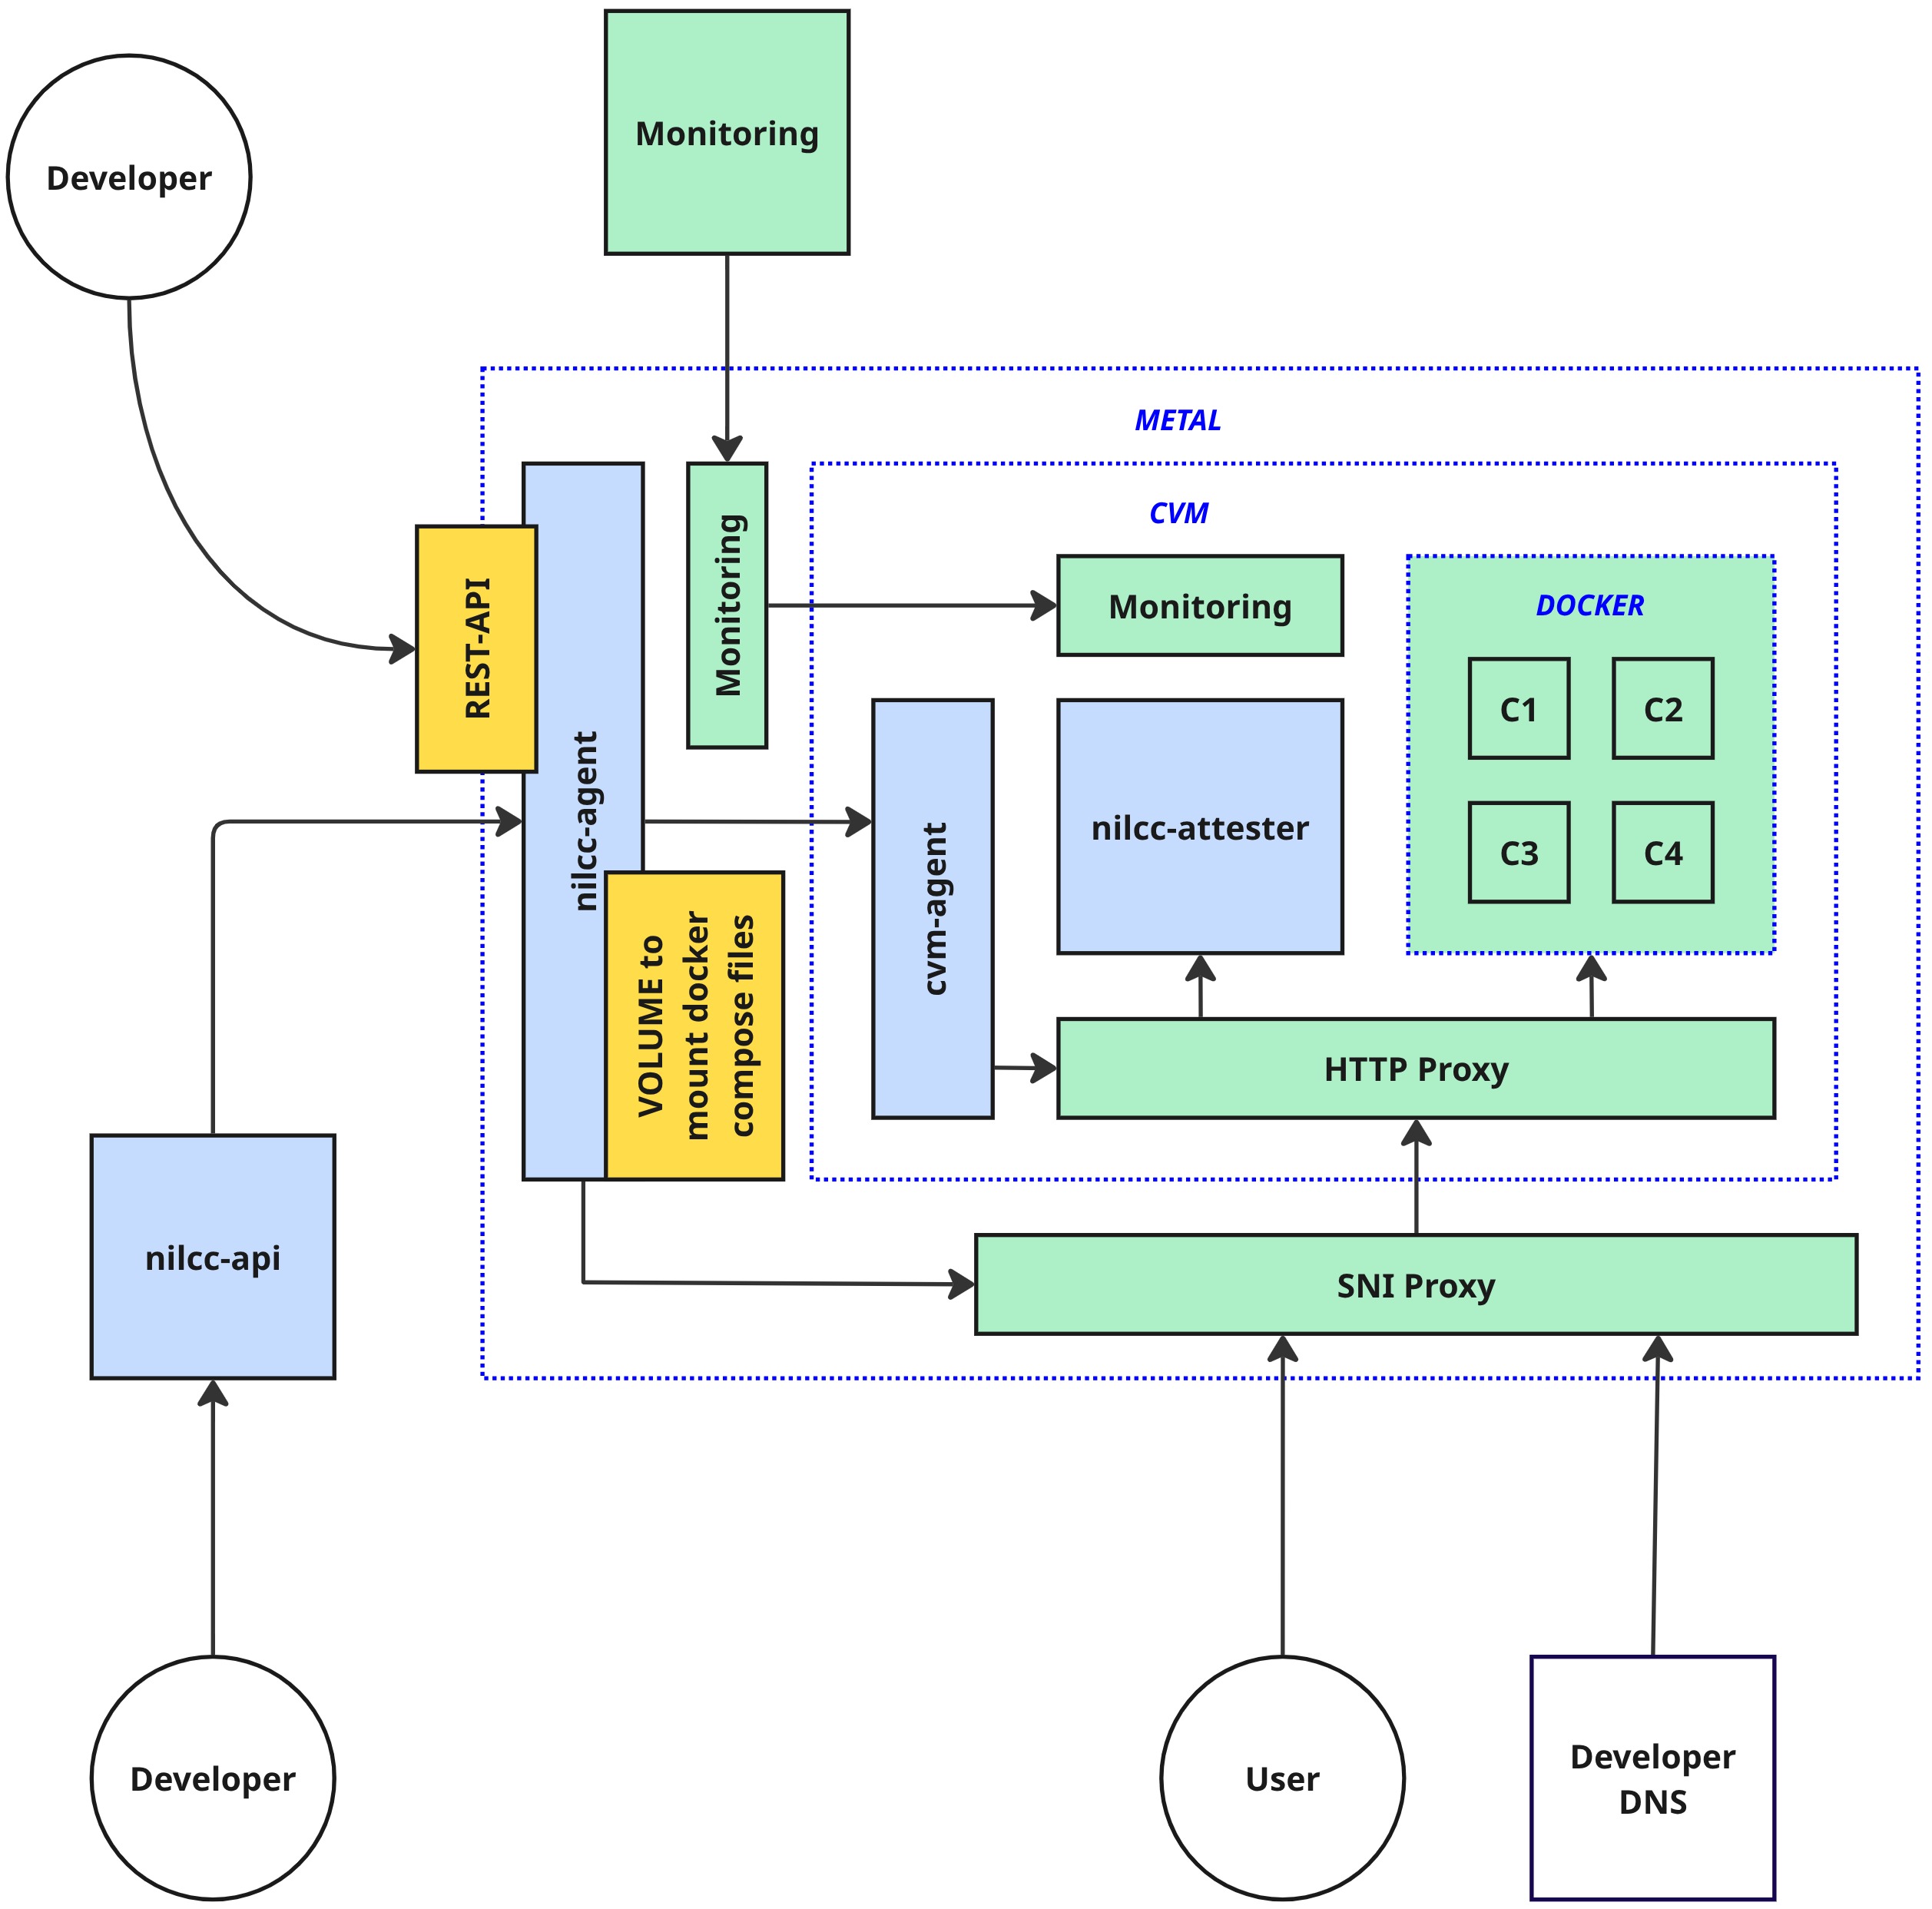 Monitoring
Developer
METAL
CVM
REST-API
nilcc-agent
Monitoring
Monitoring
DOCKER
C1
C2
C3
C4
nilcc-attester
cvm-agent
VOLUME to
mount docker
compose files
HTTP Proxy
nilcc-api
SNI Proxy
Developer
User
Developer
DNS